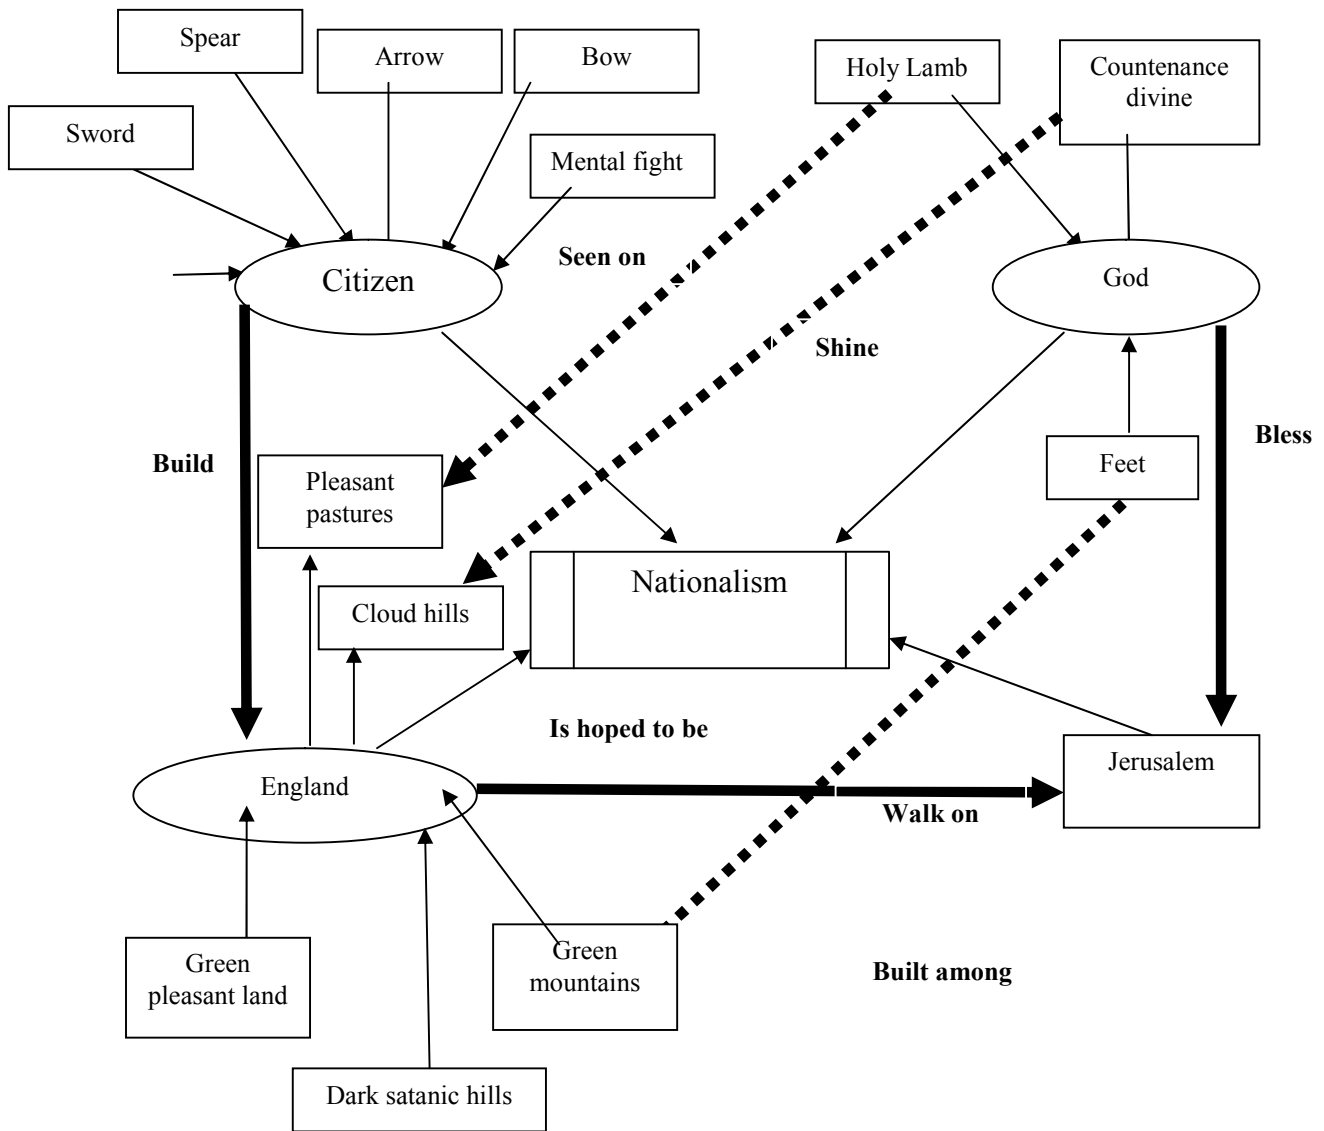 Spear
Arrow
Bow
Holy Lamb
Countenance
divine
Sword
Mental fight
Seen on
Citizen
God
Shine
Build
Bless
Pleasant
pastures
Feet
Nationalism
Cloud hills
Is hoped to be
England
Jerusalem
Walk on
Green
pleasant land
Green
mountains
Built among
Dark satanic hills